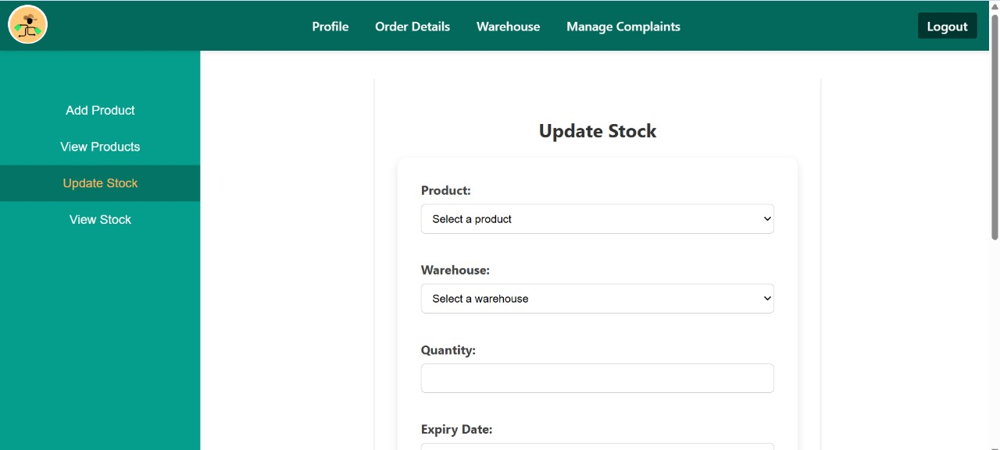 Profile Order Details Warehouse Manage Complaints Logout
Add Product
View Products
Update Stock
View Stock
Update Stock
Product:
Select a product
Warehouse:
Select a warehouse
Quantity:
Expiry Date: